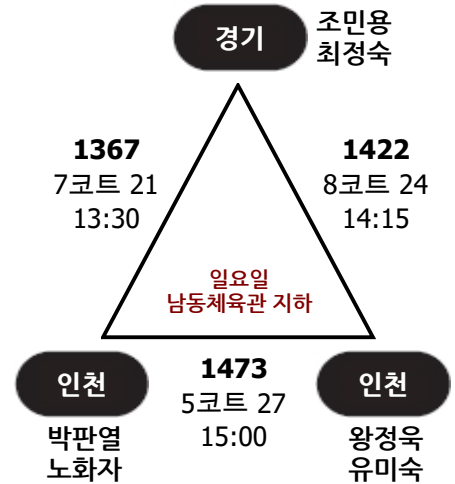 경기
조민용
최정숙
1367
7코트 21
13:30
1422
8코트 24
14:15
일요일
남동체육관 지하
인천
박판열
노화자
1473
5코트 27
15:00
인천
왕정욱
유미숙